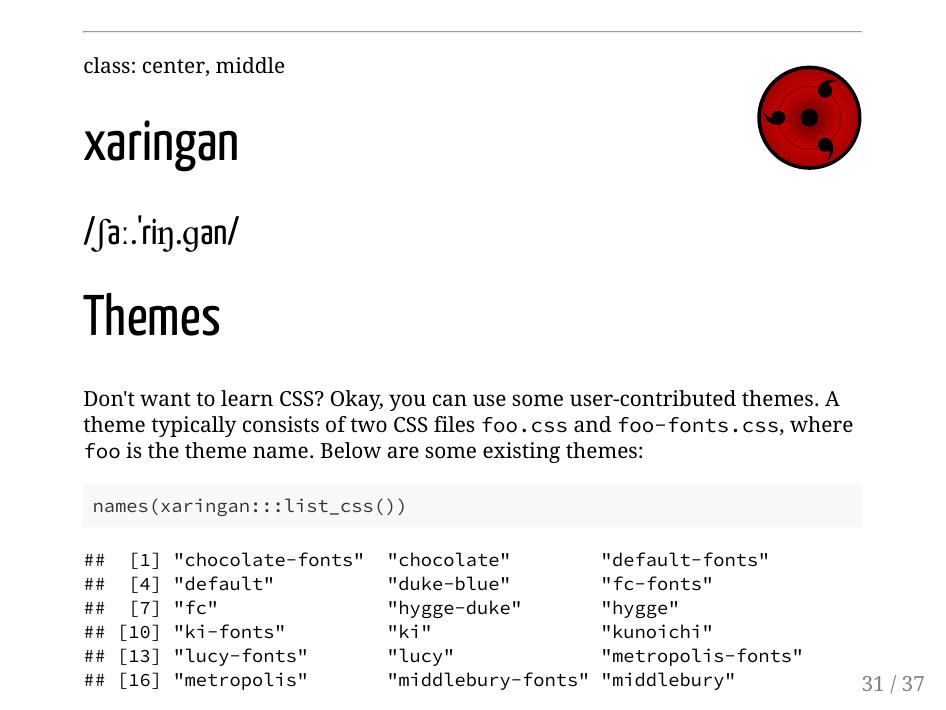 class: center, middle
xaringan
/ʃaː.'riŋ.ɡan/
Themes
Don't want to learn CSS? Okay, you can use some user-contributed themes. A
theme typically consists of two CSS files foo.css and foo-fonts.css, where
foo is the theme name. Below are some existing themes:
names(xaringan:::list_css())
##  [1] "chocolate-fonts"  "chocolate"        "default-fonts"
##  [4] "default"          "duke-blue"        "fc-fonts"
##  [7] "fc"               "hygge-duke"       "hygge"
## [10] "ki-fonts"         "ki"               "kunoichi"
## [13] "lucy-fonts"       "lucy"             "metropolis-fonts"
## [16] "metropolis"       "middlebury-fonts" "middlebury"
31 / 37